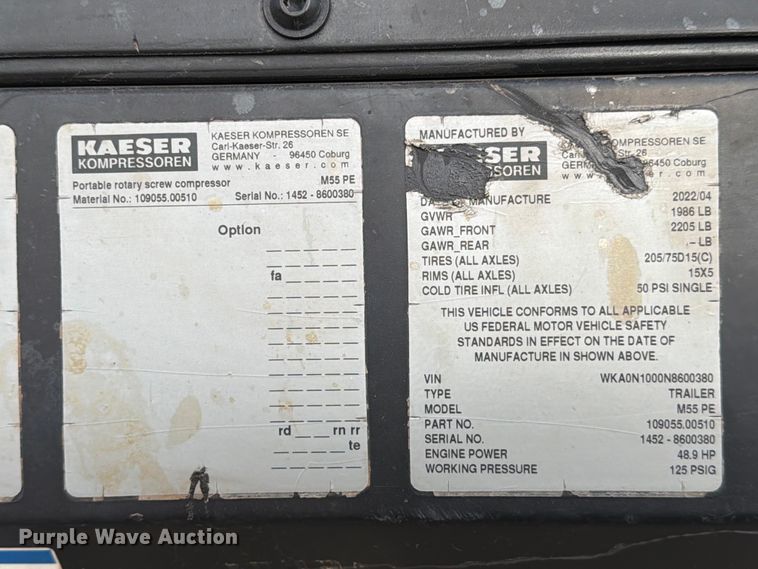 KAESER
KOMPRESSOREN
KAESER KOMPRESSOREN SE
Carl-Kaeser-Str. 26
GERMANY - 96450 Coburg
www.kaeser.com
Portable rotary screw compressor M55 PE
Material No.: 109055.00510 Serial No.: 1452 - 8600380
Option
fa
rd rn rr
te
MANUFACTURED BY
KAESER KOMPRESSOREN SE
26
96450 Coburg
.com
DATE OF MANUFACTURE 2022/04
GVWR 1986 LB
GAWR_FRONT 2205 LB
GAWR_REAR .- LB
TIRES (ALL AXLES) 205/75D15(C)
RIMS (ALL AXLES) 15X5
COLD TIRE INFL (ALL AXLES) 50 PSI SINGLE
THIS VEHICLE CONFORMS TO ALL APPLICABLE
US FEDERAL MOTOR VEHICLE SAFETY
STANDARDS IN EFFECT ON THE DATE OF
MANUFACTURE IN SHOWN ABOVE.
VIN WKA0N1000N8600380
TYPE TRAILER
MODEL M55 PE
PART NO. 109055.00510
SERIAL NO. 1452 - 8600380
ENGINE POWER 48.9 HP
WORKING PRESSURE 125 PSIG
Purple Wave Auction